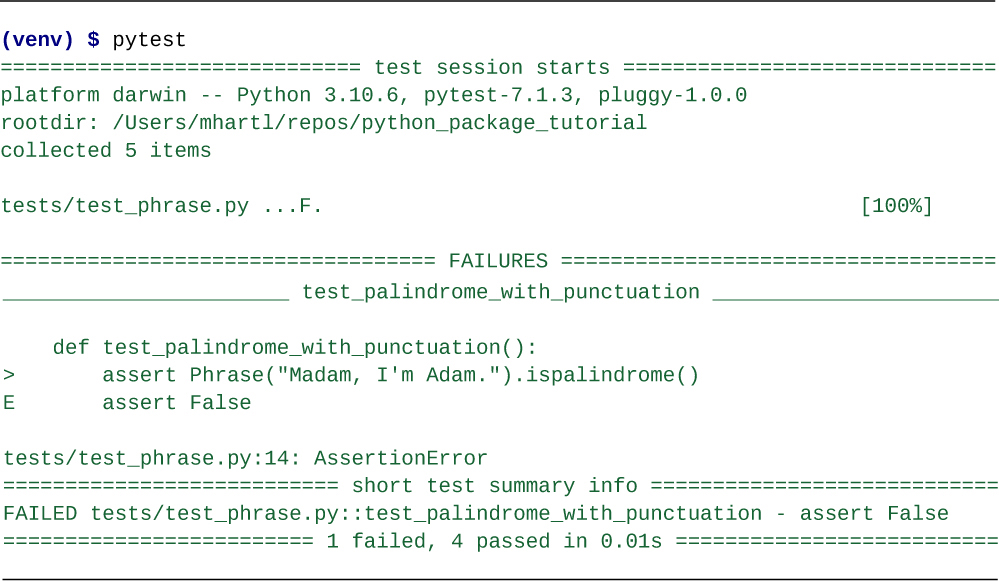 (venv) $ pytest
============================= test session starts ==============================
platform darwin -- Python 3.10.6, pytest-7.1.3, pluggy-1.0.0
rootdir: /Users/mhartl/repos/python_package_tutorial
collected 5 items
tests/test_phrase.py ...F. [100%]
=================================== FAILURES ===================================
_______________________ test_palindrome_with_punctuation _______________________
def test_palindrome_with_punctuation():
> assert Phrase("Madam, I'm Adam.").ispalindrome()
E assert False
tests/test_phrase.py:14: AssertionError
=========================== short test summary info ============================
FAILED tests/test_phrase.py::test_palindrome_with_punctuation - assert False
========================= 1 failed, 4 passed in 0.01s ==========================